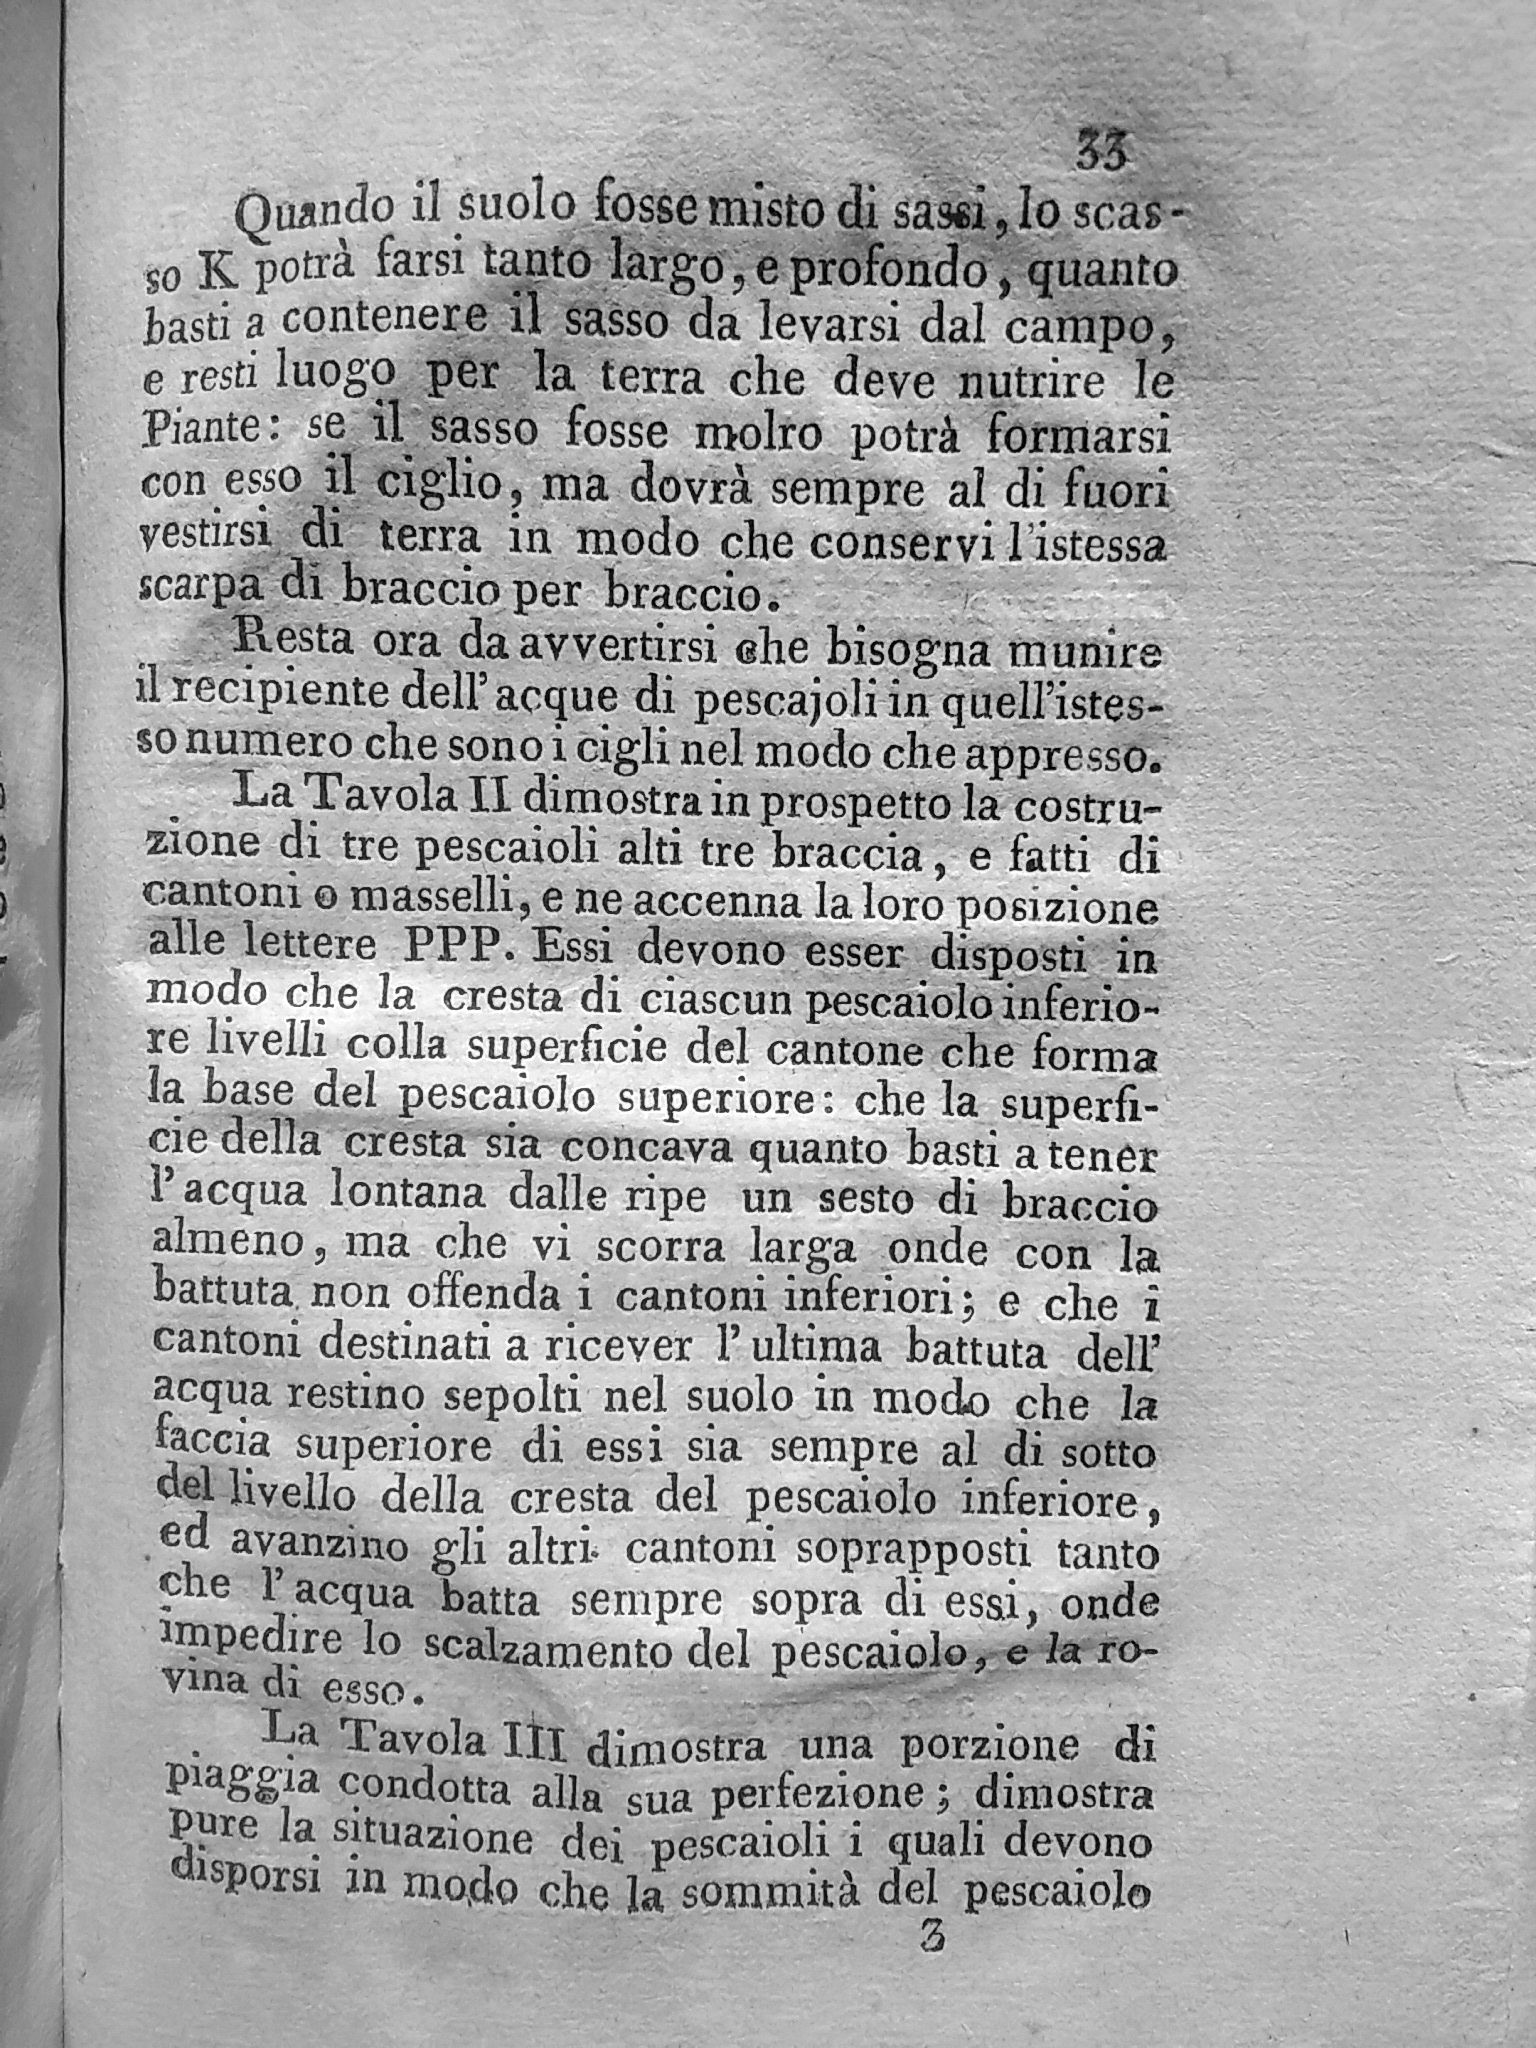 33
Quando il suolo fosse misto di sassi, lo scas-
so K potrà farsi tanto largo, e profondo, quanto
basti a contenere il sasso da levarsi dal campo,
e resti luogo per la terra che deve nutrire le
Piante: se il sasso fosse molro potrà formarsi
con esso il ciglio, ma dovrà sempre al di fuori
vestirsi di terra in modo che conservi l'istessa
scarpa di braccio per braccio.
Resta ora da avvertirsi che bisogna munire
il recipiente dell'acque di pescajoli in quell'istes-
so numero che sono i cigli nel modo che appresso.
La Tavola II dimostra in prospetto la costru-
zione di tre pescaioli alti tre braccia, e fatti di
cantoni o masselli, e ne accenna la loro posizione
alle lettere PPP. Essi devono esser disposti in
modo che la cresta di ciascun pescaiolo inferio-
re livelli colla superficie del cantone che forma
la base del pescaiolo superiore: che la superfi-
cie della cresta sia concava quanto basti a tener
l'acqua lontana dalle ripe un sesto di braccio
almeno, ma che vi scorra larga onde con la
battuta non offenda i cantoni inferiori; e che i
cantoni destinati a ricever l'ultima battuta dell'
acqua restino sepolti nel suolo in modo che la
faccia superiore di essi sia sempre al di sotto
del livello della cresta del pescaiolo inferiore,
ed avanzino gli altri cantoni soprapposti tanto
che l'acqua batta sempre sopra di essi, onde
impedire lo scalzamento del pescaiolo, e la ro-
vina di esso.
La Tavola III dimostra una porzione di
piaggia condotta alla sua perfezione; dimostra
pure la situazione dei pescaioli i quali devono
disporsi in modo che la sommità del pescaiolo
3